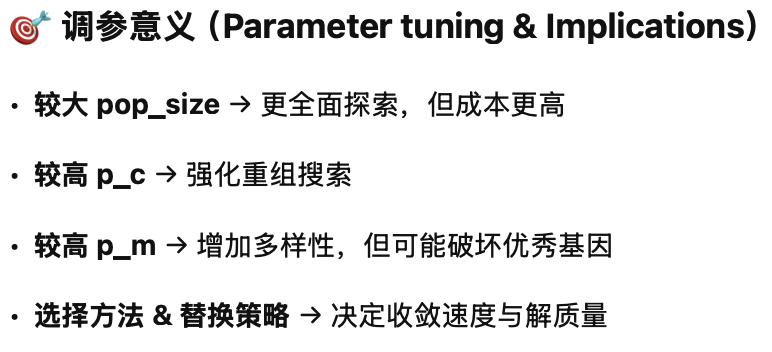 🎯 调参意义（Parameter tuning & Implications）
• 较大 pop_size → 更全面探索，但成本更高
• 较高 p_c → 强化重组搜索
• 较高 p_m → 增加多样性，但可能破坏优秀基因
• 选择方法 & 替换策略 → 决定收敛速度与解质量